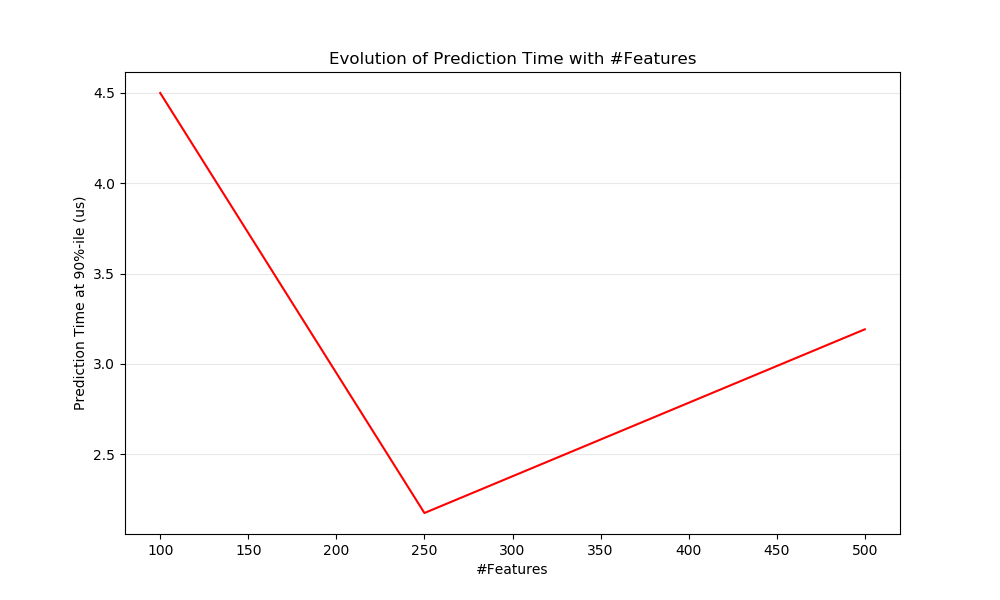 Evolution of Prediction Time with #Features
4.5
4.0
3.5
3.0
2.5
Prediction Time at 90%-ile (us)
100 150 200 250 300 350 400 450 500
#Features